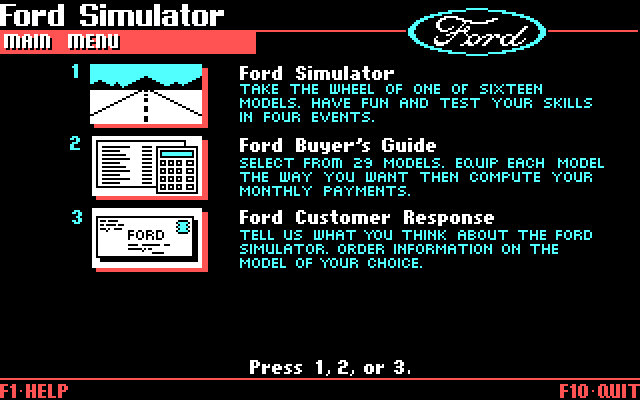 Ford Simulator
MAIN MENU
Ford
1
Ford Simulator
TAKE THE WHEEL OF ONE OF SIXTEEN
MODELS. HAVE FUN AND TEST YOUR SKILLS
IN FOUR EVENTS.
2
Ford Buyer's Guide
SELECT FROM 29 MODELS. EQUIP EACH MODEL
THE WAY YOU WANT THEN COMPUTE YOUR
MONTHLY PAYMENTS.
3
FORD
Ford Customer Response
TELL US WHAT YOU THINK ABOUT THE FORD
SIMULATOR. ORDER INFORMATION ON THE
MODEL OF YOUR CHOICE.
Press 1, 2, or 3.
F1·HELP
F10·QUIT